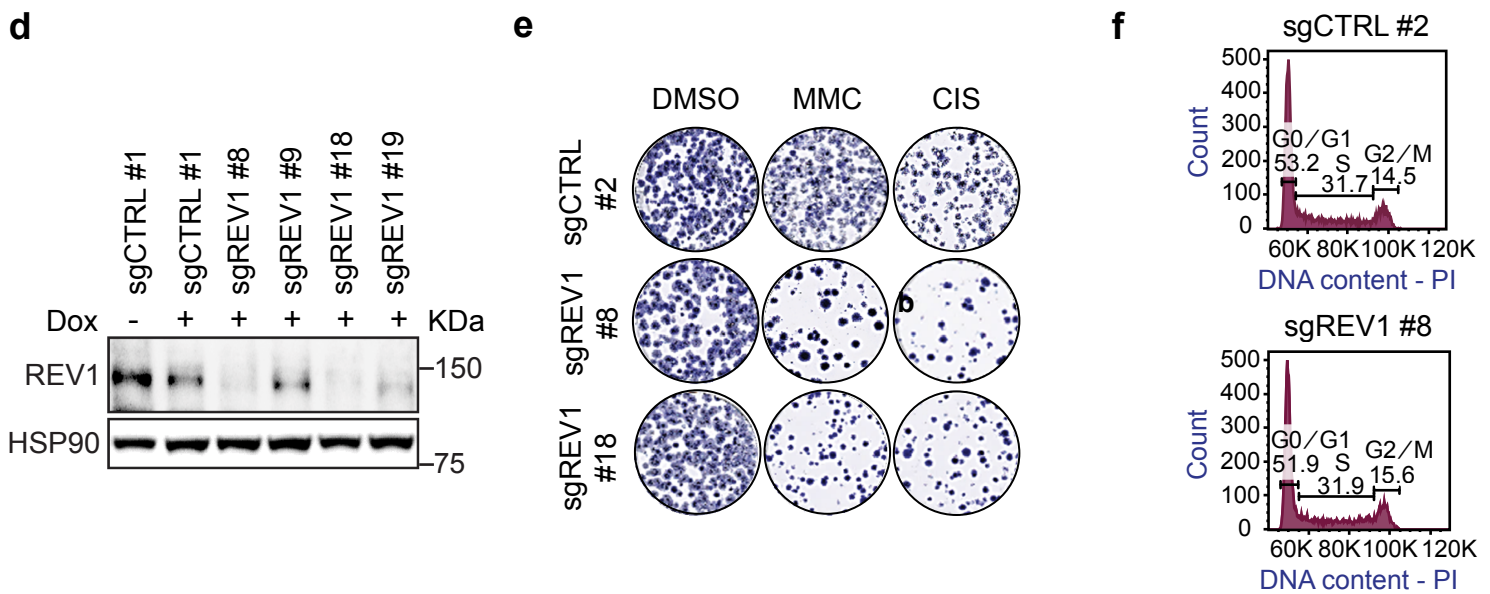 d
sgCTRL #1
sgCTRL #1
sgREV1 #8
sgREV1 #9
sgREV1 #18
sgREV1 #19
Dox - + + + + + KDa
REV1
150
HSP90
75
e
DMSO MMC CIS
sgCTRL
#2
sgREV1
#8
b
sgREV1
#18
f
sgCTRL #2
Count
500
400
300
200
100
0
G0/G1
53.2
S
31.7
G2/M
14.5
60K 80K 100K 120K
DNA content - PI
sgREV1 #8
Count
500
400
300
200
100
0
G0/G1
51.9
S
31.9
G2/M
15.6
60K 80K 100K 120K
DNA content - PI